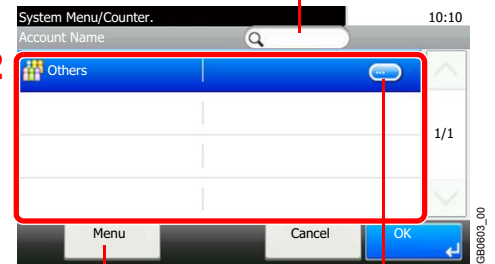 System Menu/Counter. 10:10
Account Name
2
Others
1/1
Menu Cancel OK
GB0603_00